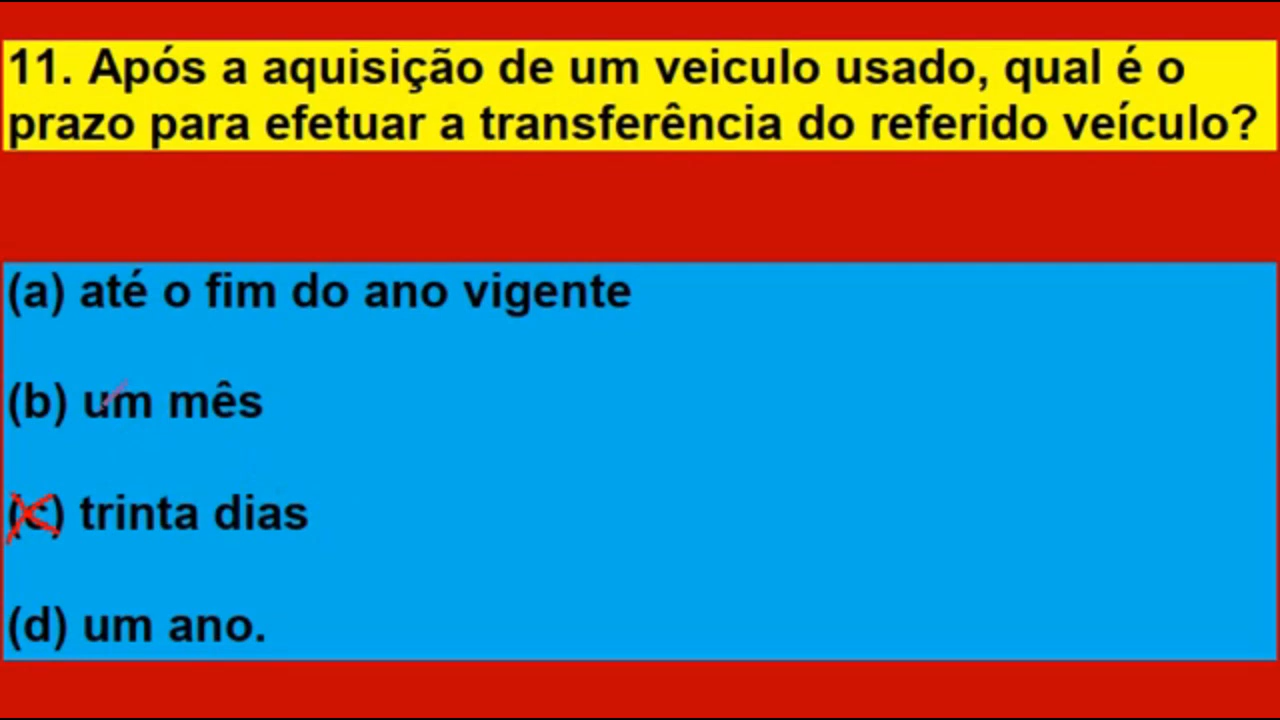 11. Após a aquisição de um veiculo usado, qual é o
prazo para efetuar a transferência do referido veículo?
(a) até o fim do ano vigente
(b) um mês
(c) trinta dias
(d) um ano.